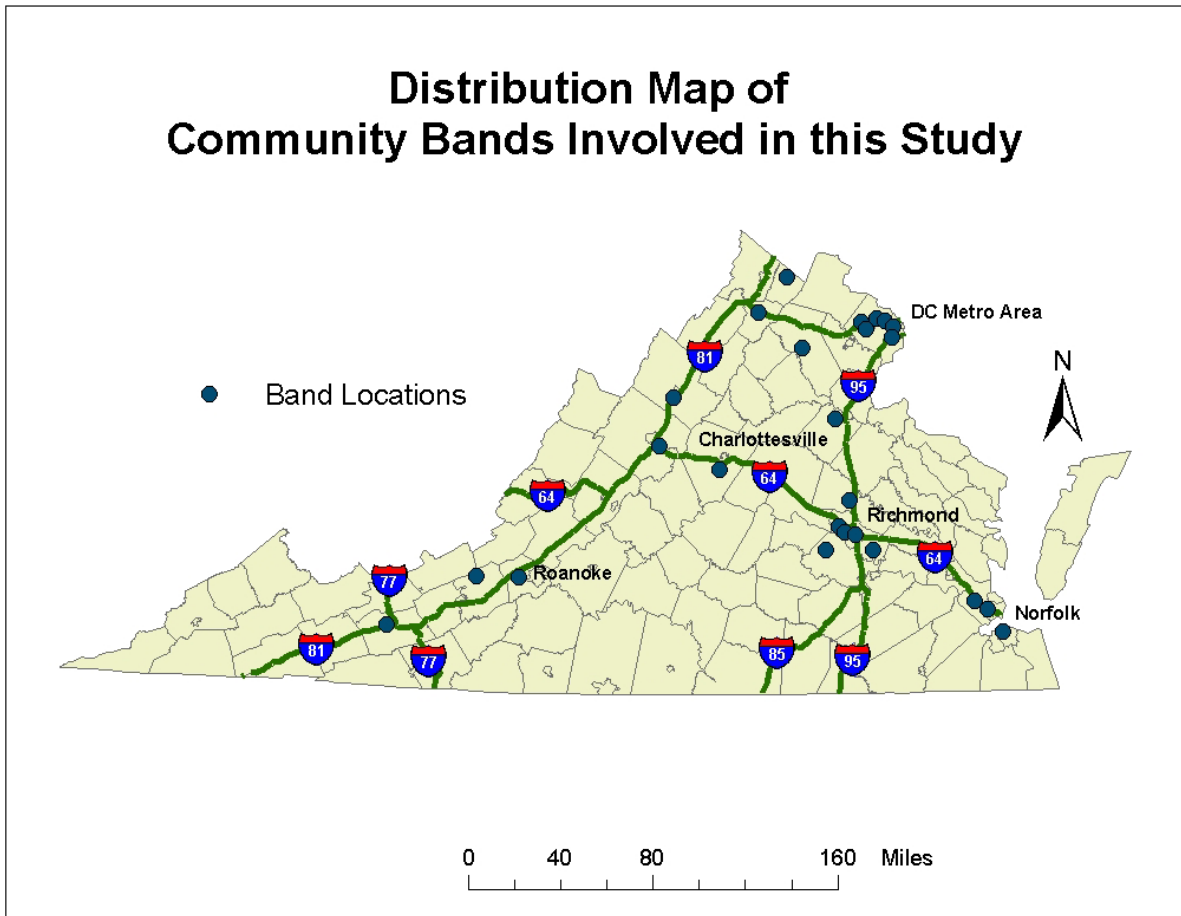 Distribution Map of
Community Bands Involved in this Study
DC Metro Area
81
N
95
Band Locations
Charlottesville
64
64
Richmond
64
77
Roanoke
Norfolk
81
77
85
95
0 40 80 160 Miles